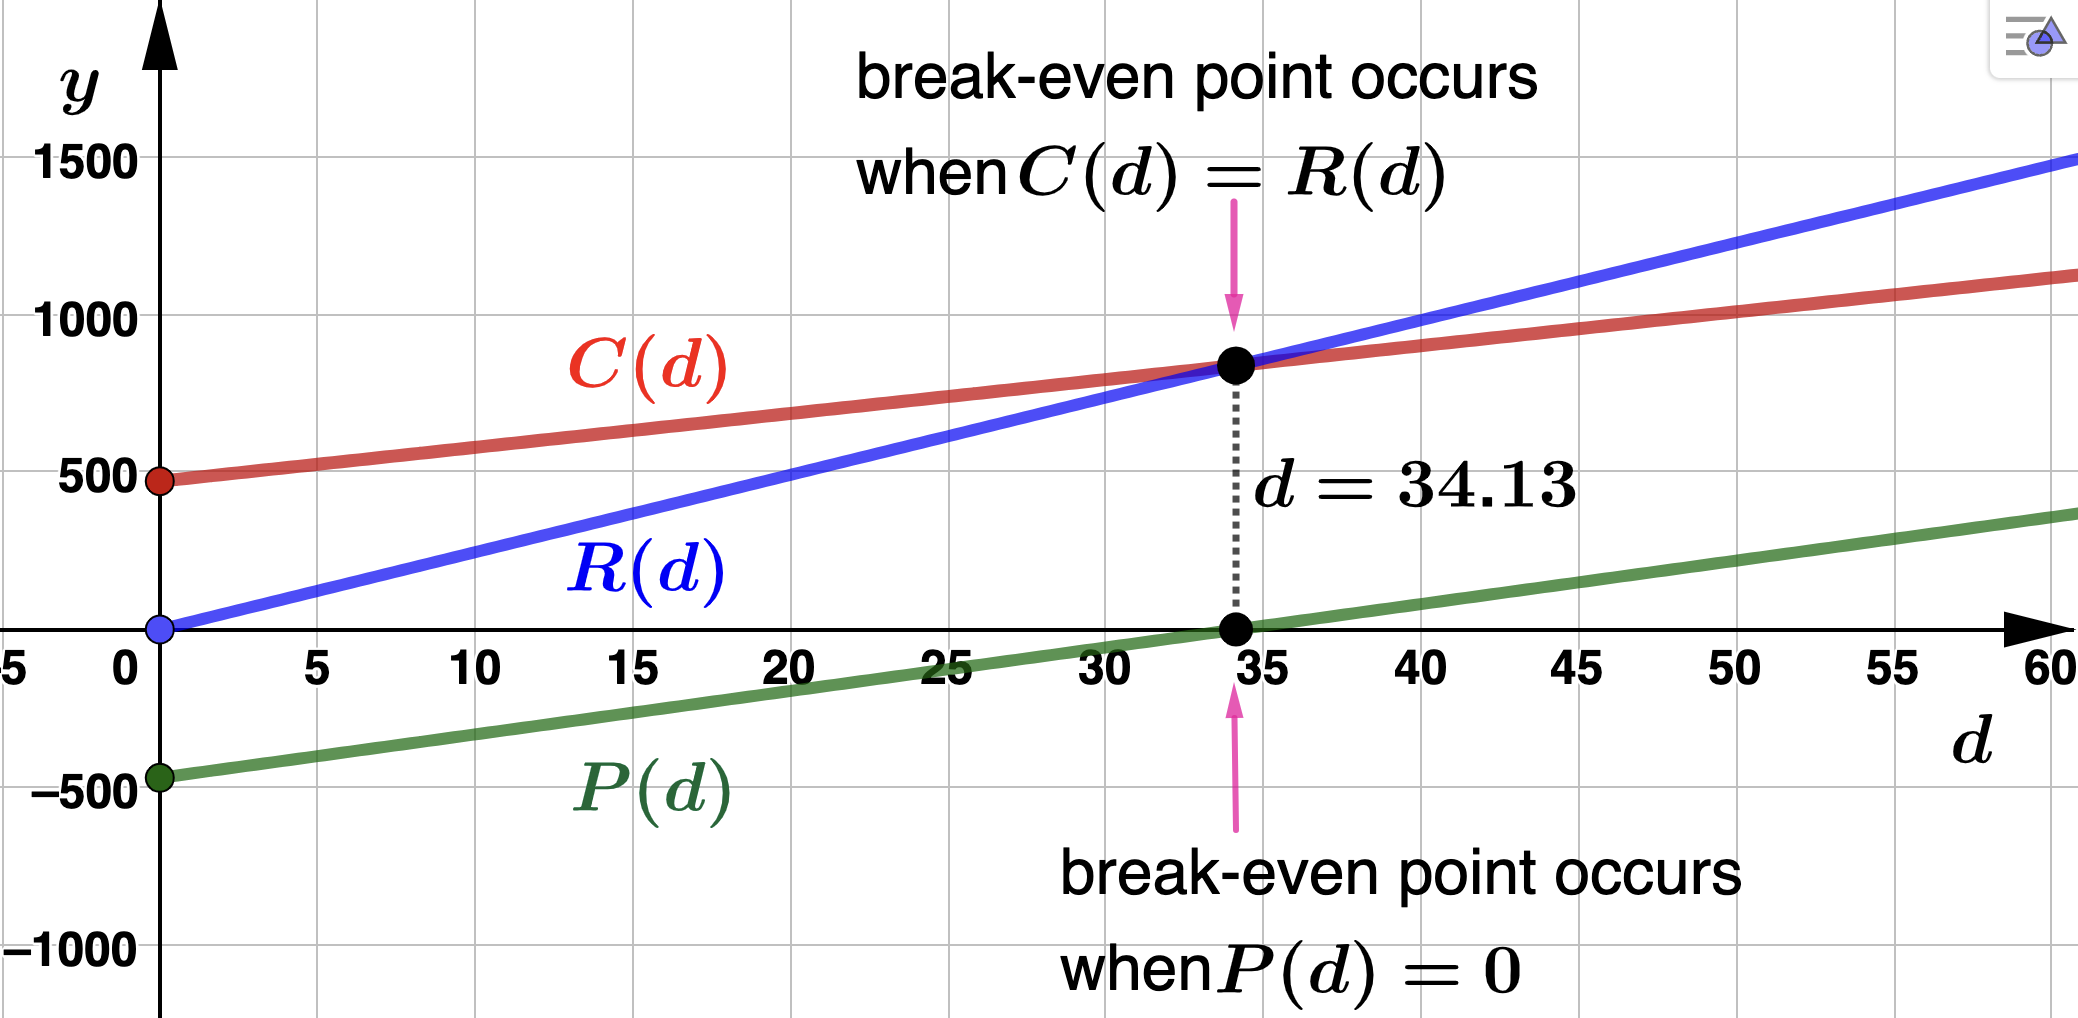 break-even point occurs
y
when C(d) = R(d)
1500
1000
C(d)
500
d = 34.13
R(d)
-5 0 5 10 15 20 25 30 35 40 45 50 55 60
d
P(d)
–500
break-even point occurs
–1000
when P(d) = 0